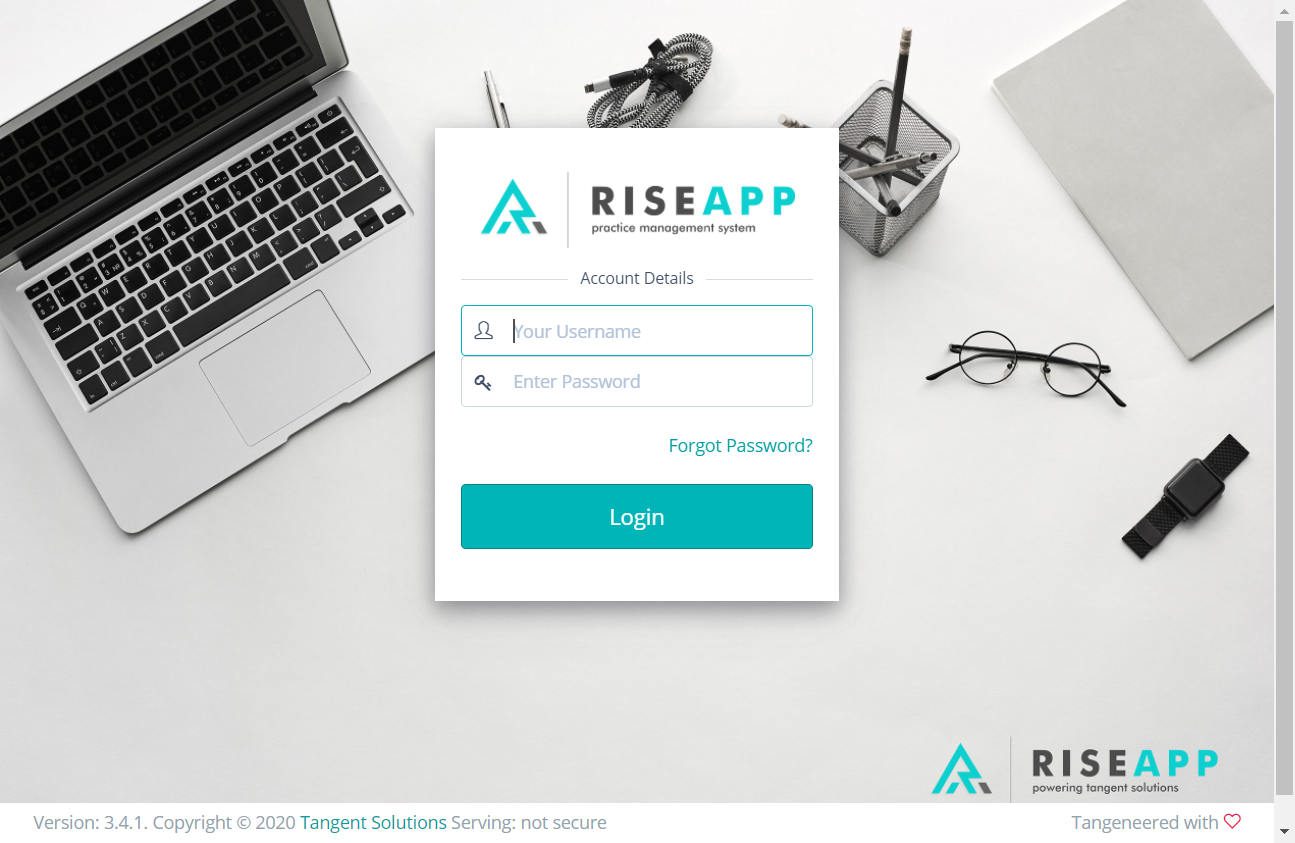 RISEAPP
practice management system
Account Details
Your Username
Enter Password
Forgot Password?
Login
RISEAPP
powering tangent solutions
Version: 3.4.1. Copyright © 2020 Tangent Solutions Serving: not secure
Tangeneered with